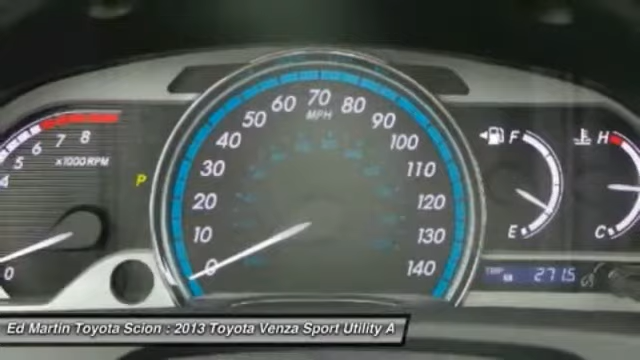 70
60 80
50 90
40 100
30 110
20 120
10 130
0 140
MPH
4
6 7 8
x1000 RPM
0
P
F
E
H
C
TRIP
271.5
Ed Martin Toyota Scion : 2013 Toyota Venza Sport Utility A